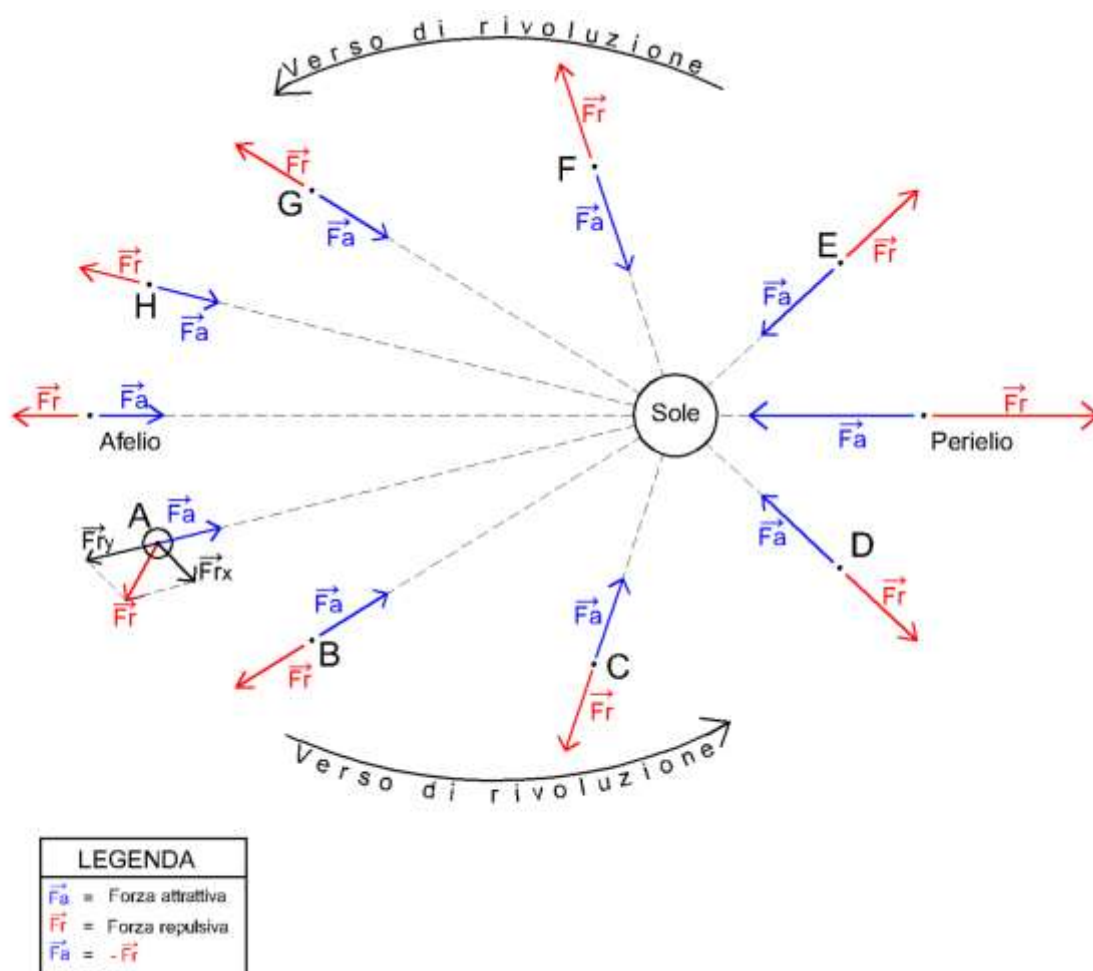 Verso di rivoluzione
Fr
F
Fa
Fr
G
Fa
E
Fr
Fa
Fr
H
Fa
Fr
Fa
Afelio
Sole
Fa
Fr
Perielio
A
Fa
Fry
Frx
Fr
Fa
D
Fr
Fa
B
Fr
Fa
C
Fr
Verso di rivoluzione
LEGENDA
Fa = Forza attrattiva
Fr = Forza repulsiva
Fa = -Fr